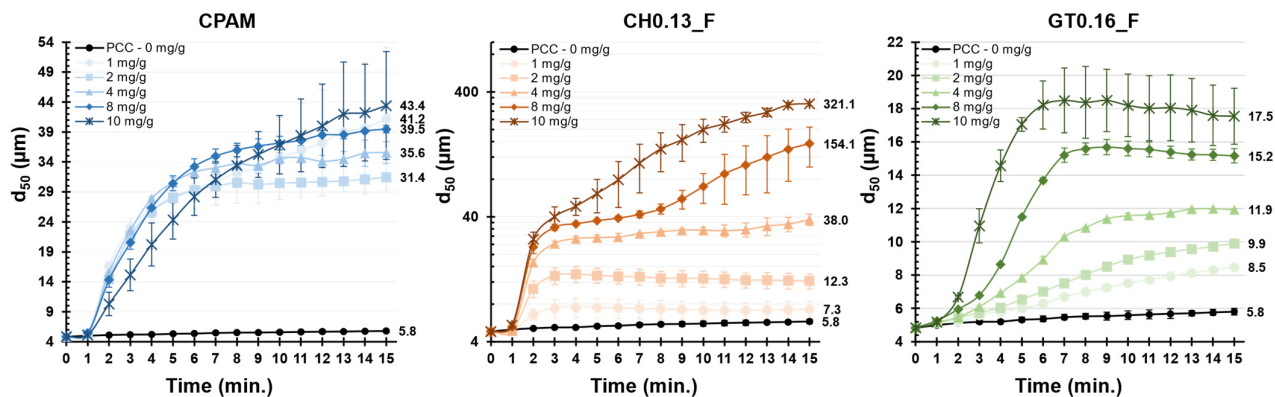 CPAM
54
49
44
39
34
29
24
19
14
9
4
d50 (µm)
PCC - 0 mg/g
1 mg/g
2 mg/g
4 mg/g
8 mg/g
10 mg/g
43.4
41.2
39.5
35.6
31.4
5.8
0 1 2 3 4 5 6 7 8 9 10 11 12 13 14 15
Time (min.)
CH0.13_F
400
40
4
d50 (µm)
PCC - 0 mg/g
1 mg/g
2 mg/g
4 mg/g
8 mg/g
10 mg/g
321.1
154.1
38.0
12.3
7.3
5.8
0 1 2 3 4 5 6 7 8 9 10 11 12 13 14 15
Time (min.)
GT0.16_F
22
20
18
16
14
12
10
8
6
4
d50 (µm)
PCC - 0 mg/g
1 mg/g
2 mg/g
4 mg/g
8 mg/g
10 mg/g
17.5
15.2
11.9
9.9
8.5
5.8
0 1 2 3 4 5 6 7 8 9 10 11 12 13 14 15
Time (min.)